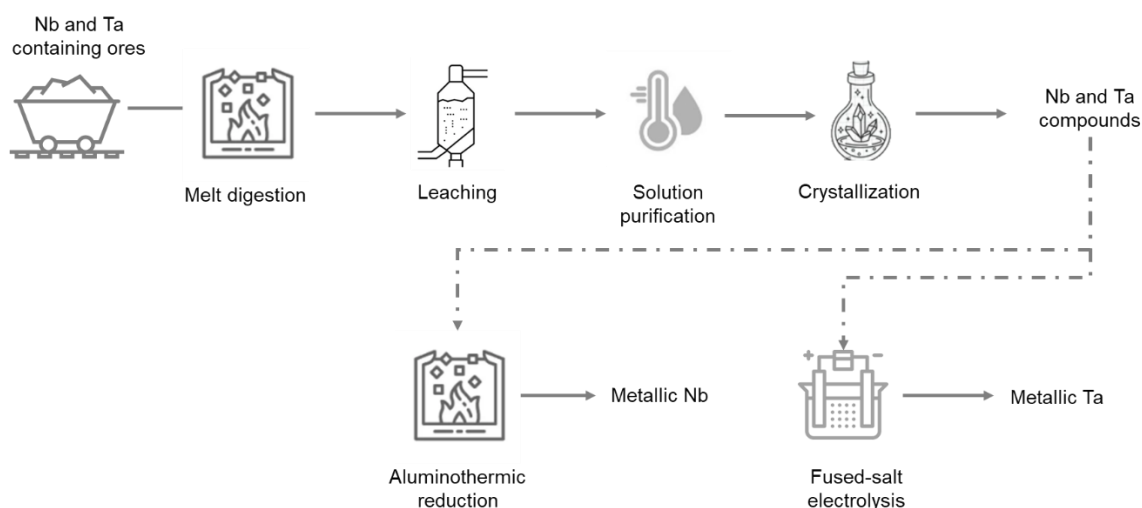 Nb and Ta
containing ores
Melt digestion
Leaching
Solution
purification
Crystallization
Nb and Ta
compounds
Aluminothermic
reduction
Metallic Nb
+
−
Fused-salt
electrolysis
Metallic Ta